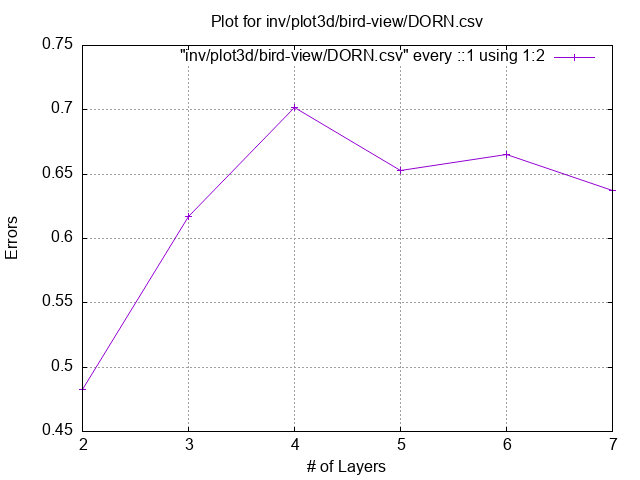 Plot for inv/plot3d/bird-view/DORN.csv
"inv/plot3d/bird-view/DORN.csv" every ::1 using 1:2
0.75
0.7
0.65
0.6
0.55
0.5
0.45
Errors
2 3 4 5 6 7
# of Layers